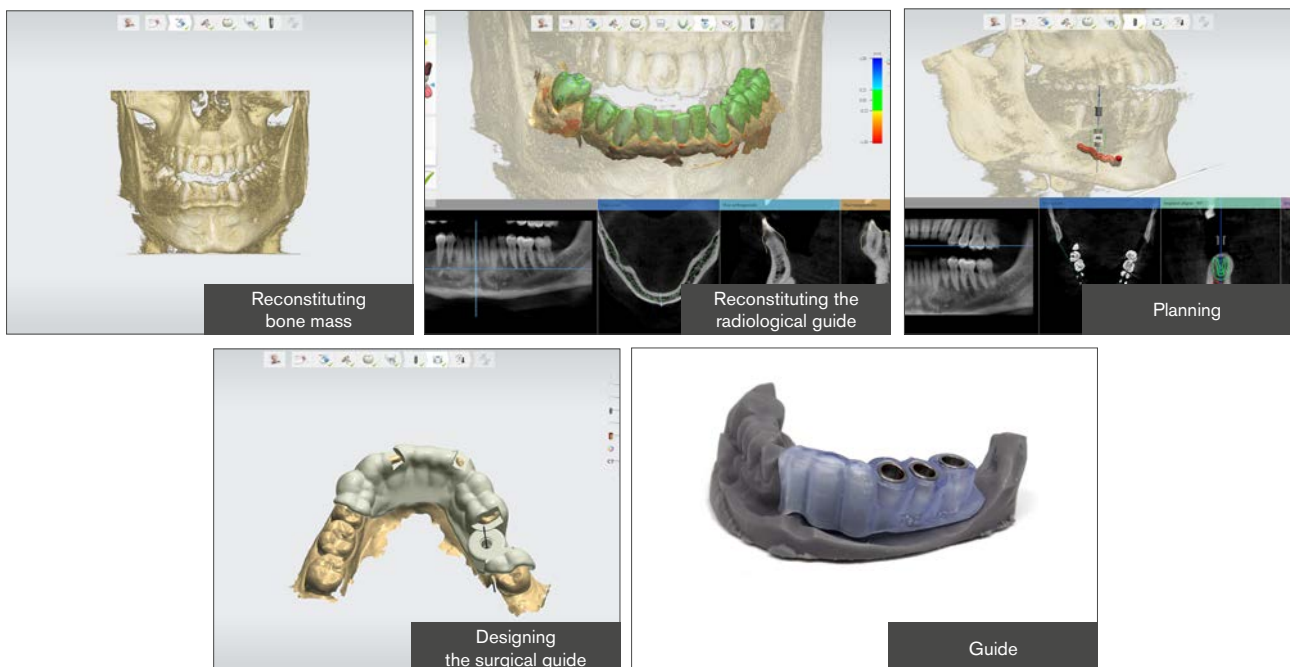 Reconstituting
bone mass
Reconstituting the
radiological guide
Planning
Designing
the surgical guide
Guide